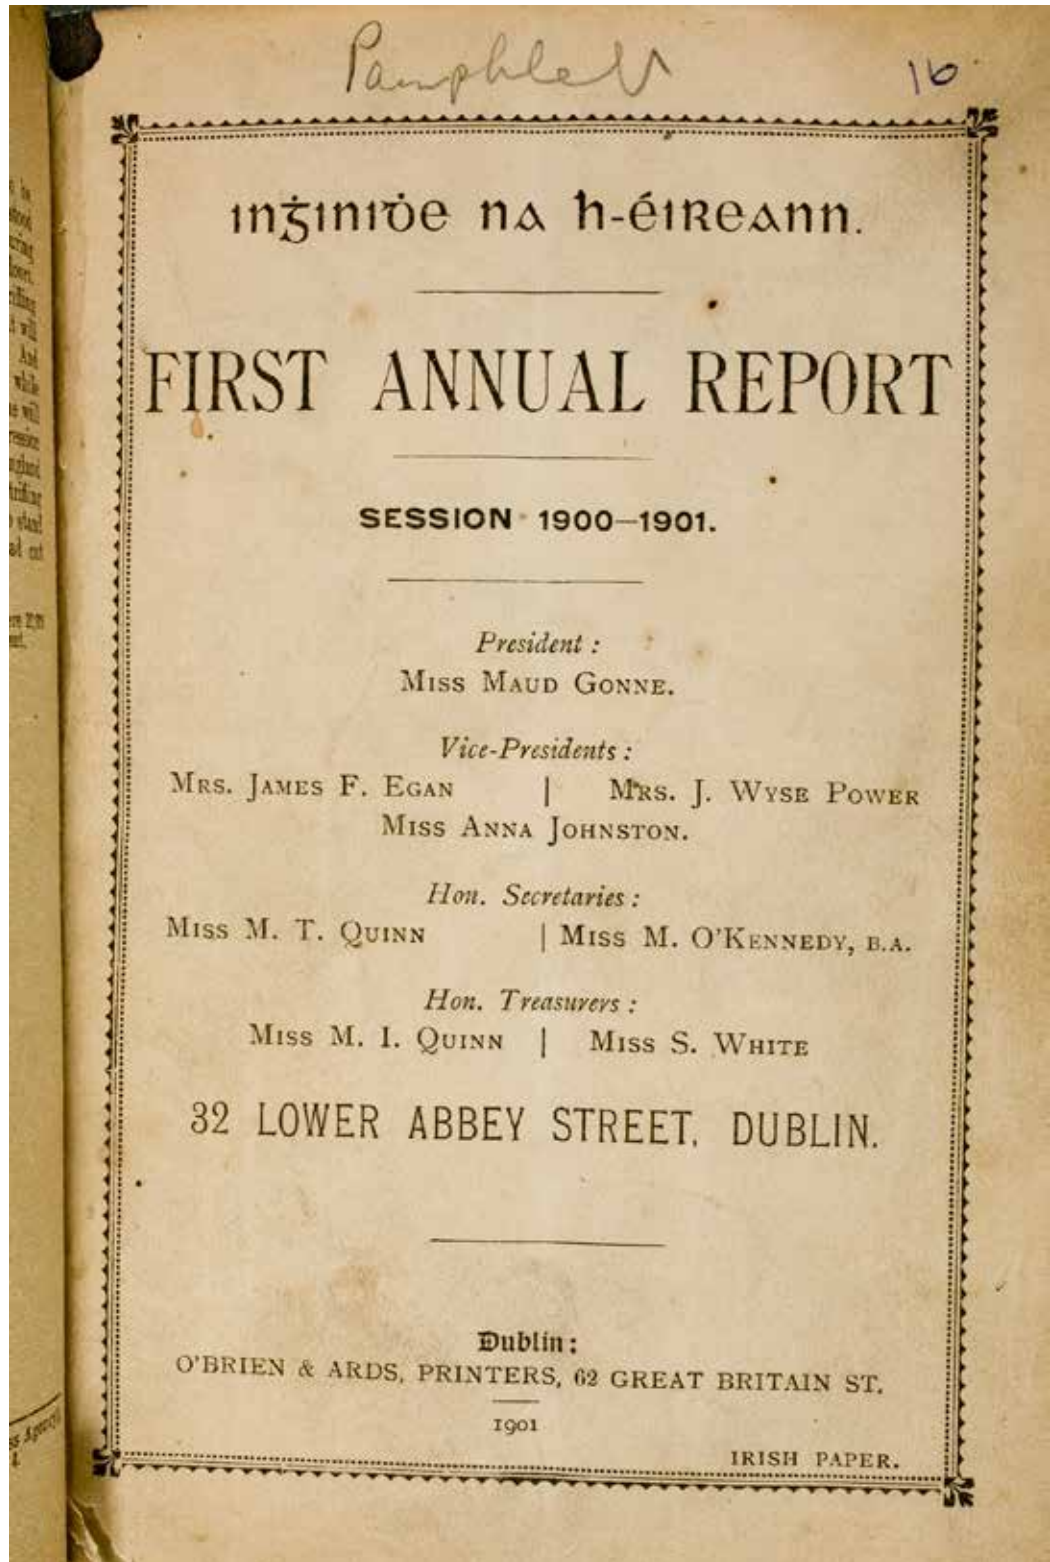 Pamphlet
16
inġiniḋe na h-éireann.
FIRST ANNUAL REPORT
SESSION 1900–1901.
President :
Miss Maud Gonne.
Vice-Presidents :
Mrs. James F. Egan | Mrs. J. Wyse Power
Miss Anna Johnston.
Hon. Secretaries :
Miss M. T. Quinn | Miss M. O'Kennedy, B.A.
Hon. Treasurers :
Miss M. I. Quinn | Miss S. White
32 LOWER ABBEY STREET, DUBLIN.
Dublin:
O'BRIEN & ARDS, PRINTERS, 62 GREAT BRITAIN ST.
1901
IRISH PAPER.